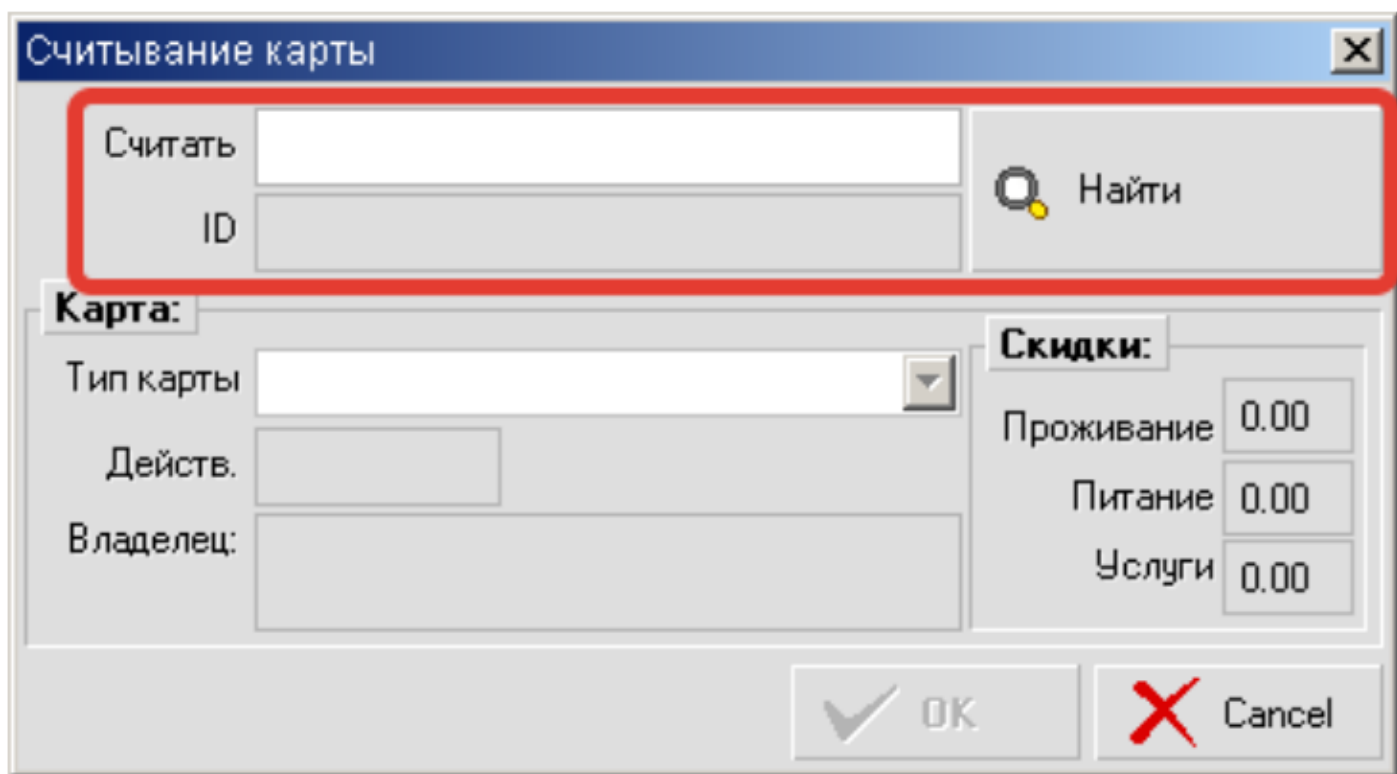 Считывание карты
Считать
ID
Найти
Карта:
Тип карты
Действ.
Владелец:
Скидки:
Проживание 0.00
Питание 0.00
Услуги 0.00
OK
Cancel